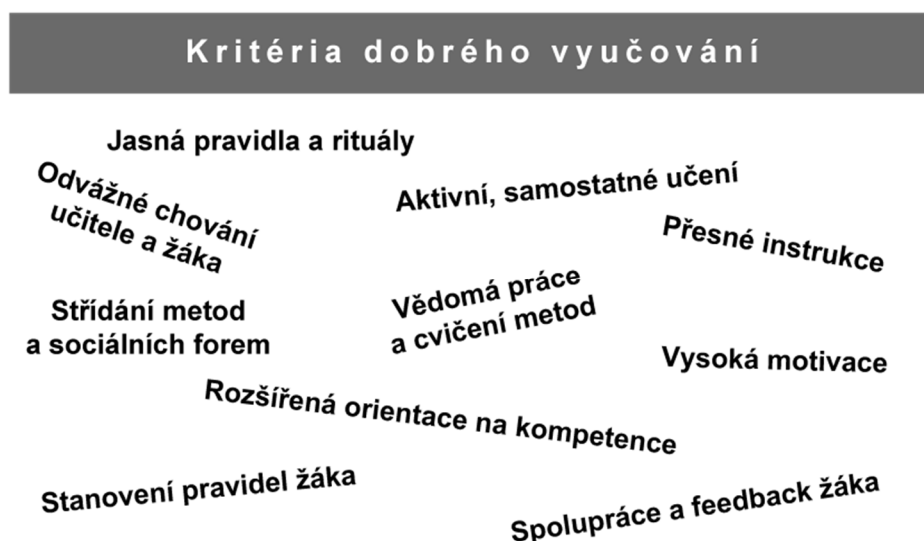 Kritéria dobrého vyučování
Jasná pravidla a rituály
Odvážné chování
učitele a žáka
Aktivní, samostatné učení
Přesné instrukce
Střídání metod
a sociálních forem
Vědomá práce
a cvičení metod
Vysoká motivace
Rozšířená orientace na kompetence
Stanovení pravidel žáka
Spolupráce a feedback žáka